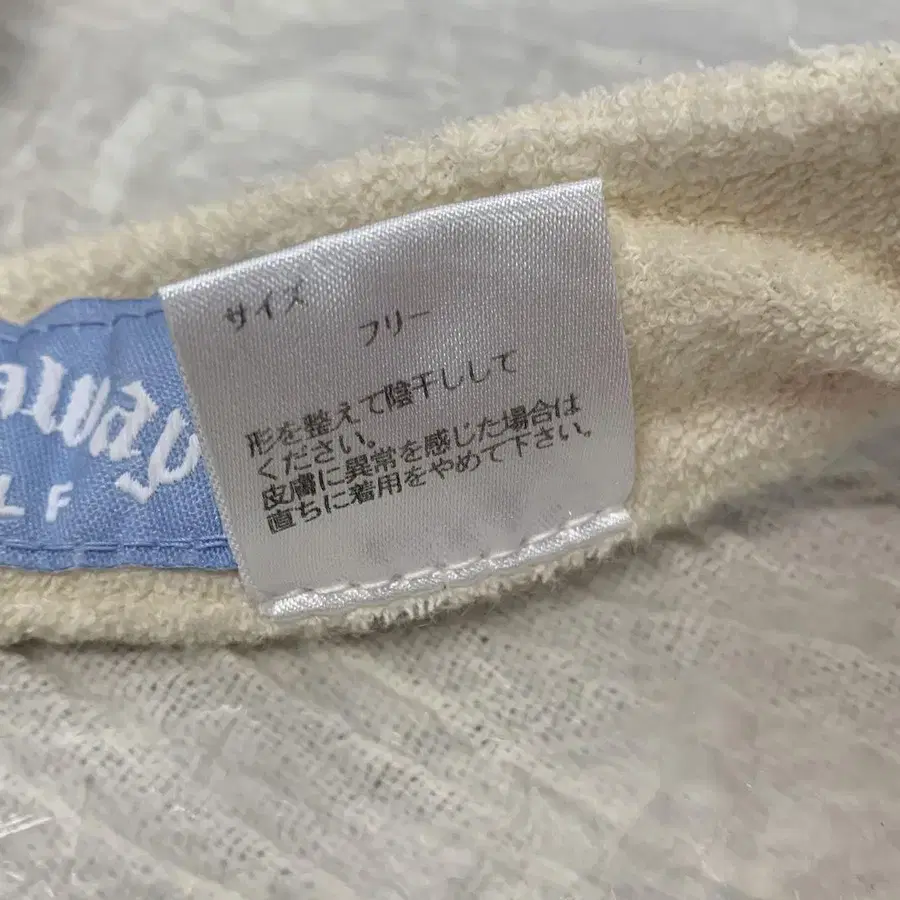 サイズ
フリー
形を整えて陰干しして
ください。
皮膚に異常を感じた場合は
直ちに着用をやめて下さい。
L F